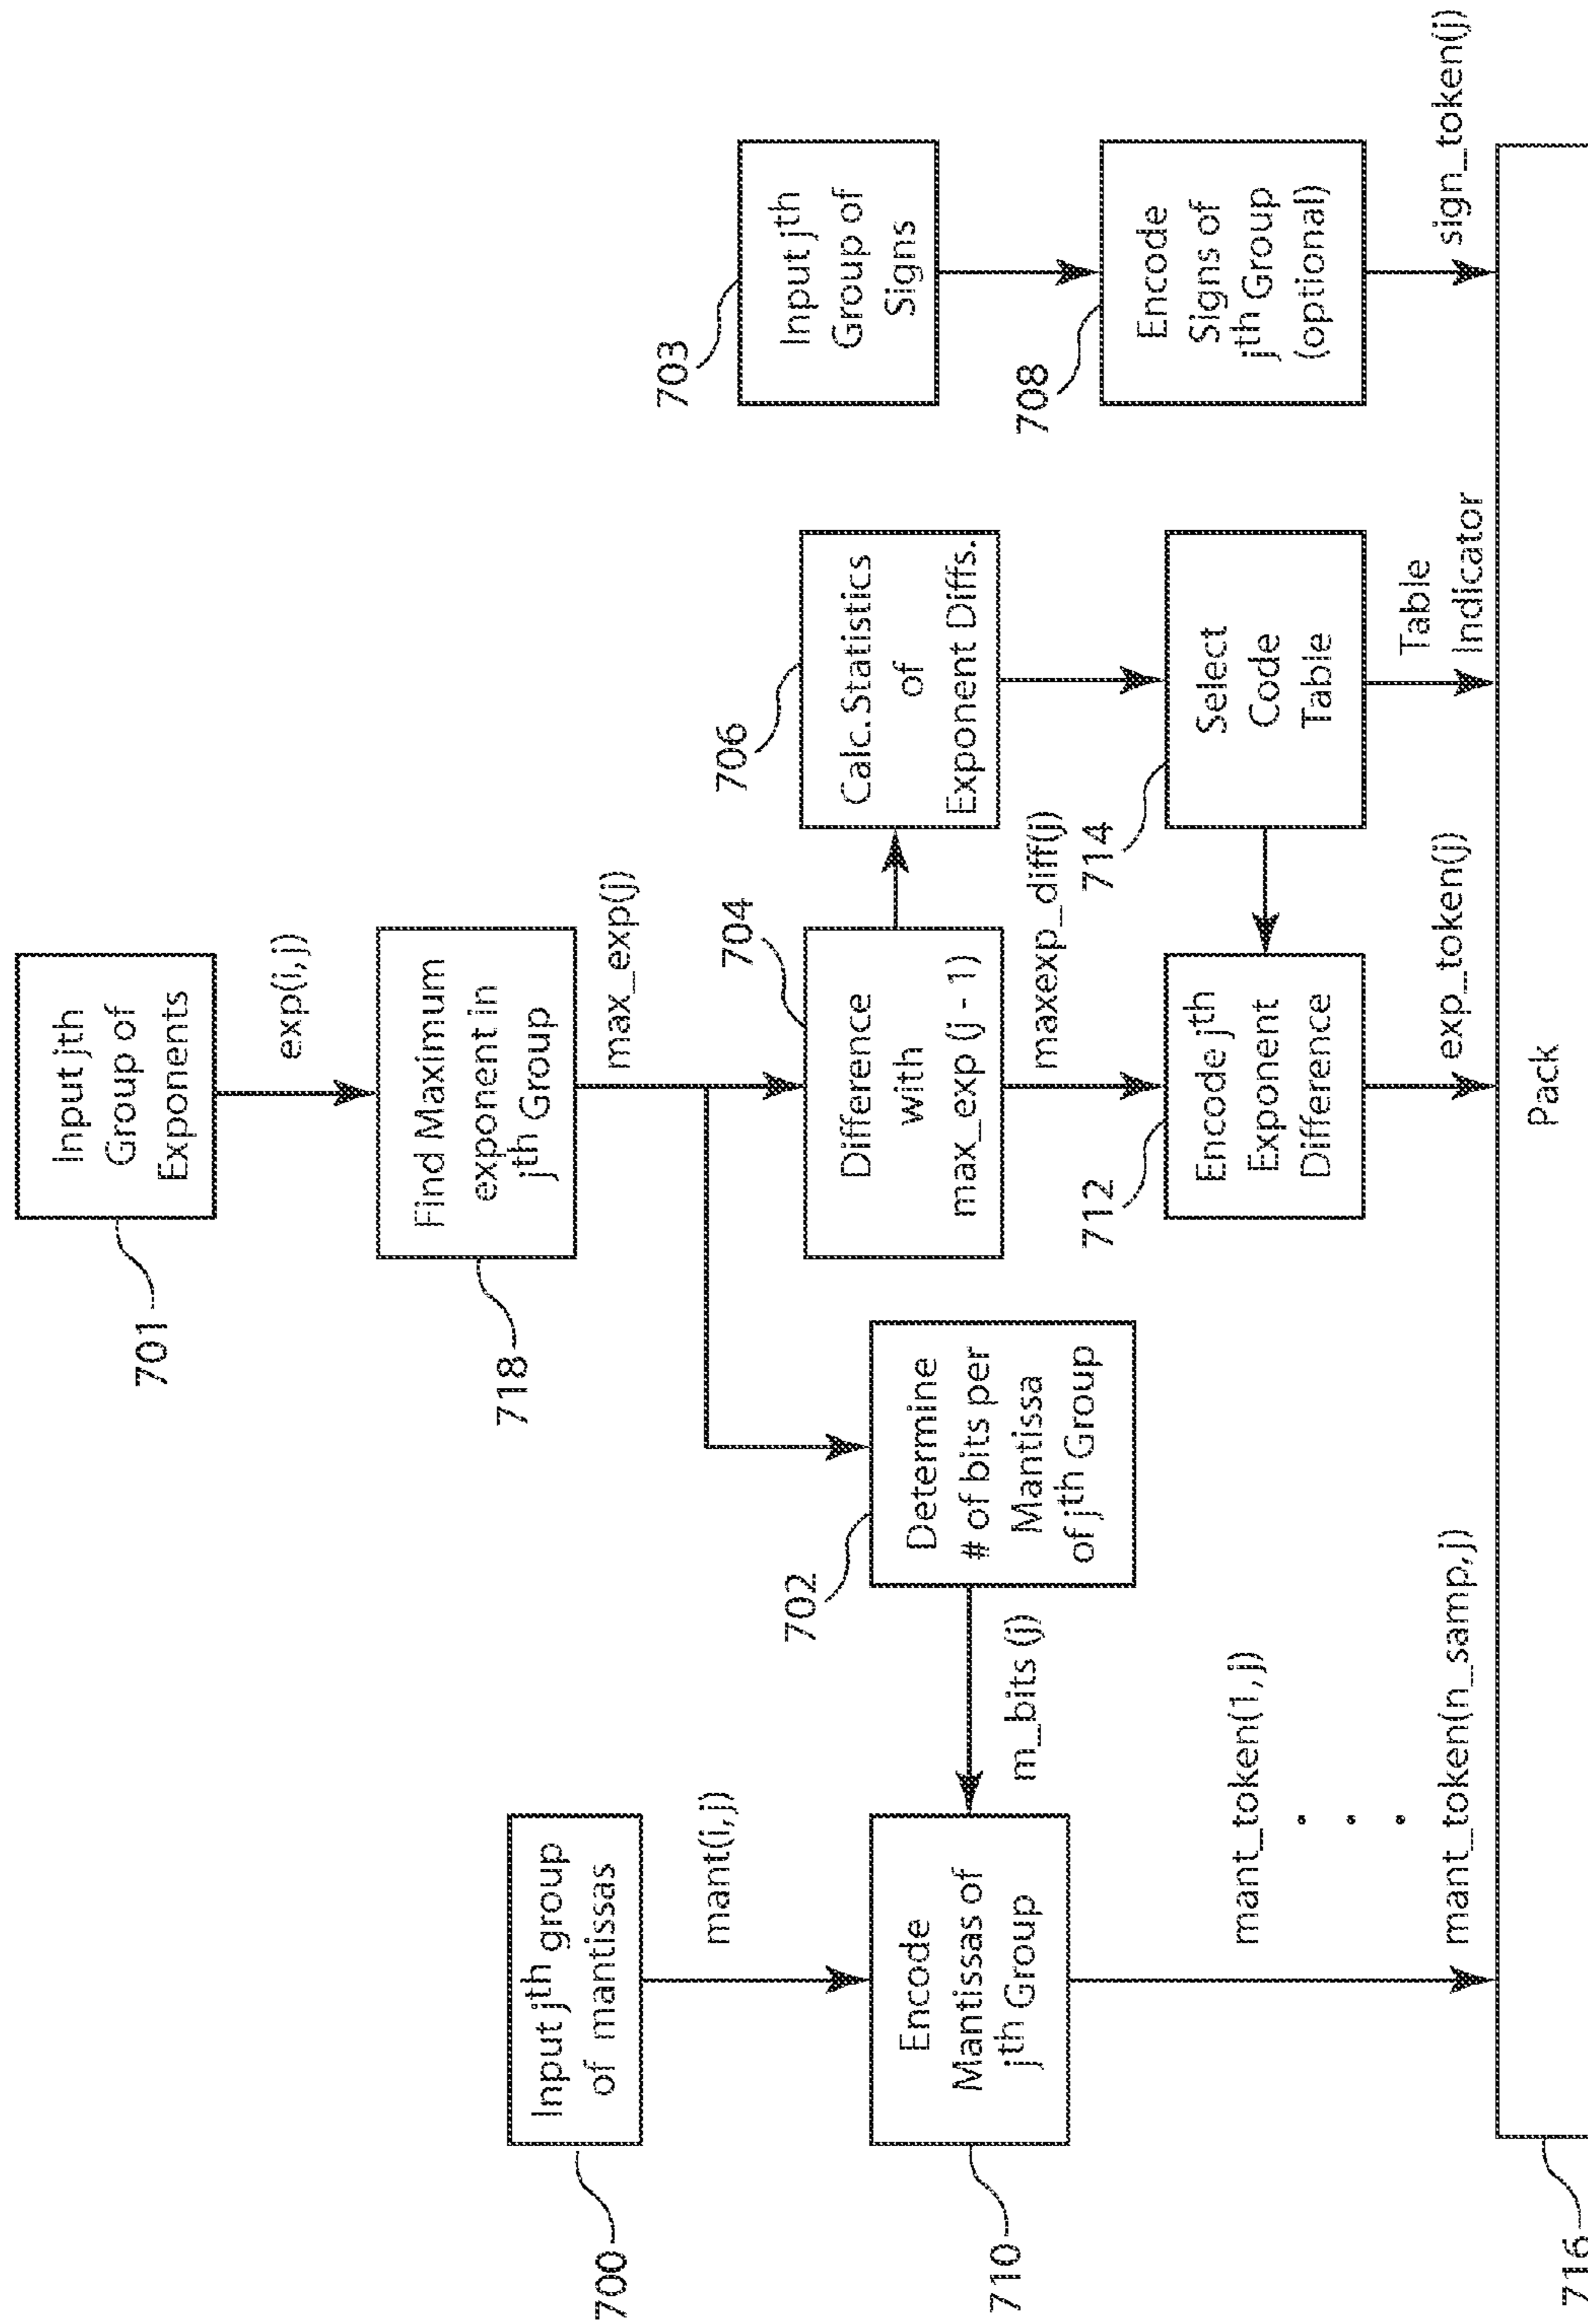 701
Input jth
Group of
Exponents
exp(i,j)
718
Find Maximum
exponent in
jth Group
max_exp(j)
700
Input jth group
of mantissas
mant(i,j)
702
Determine
# of bits per
Mantissa
of jth Group
m_bits (j)
710
Encode
Mantissas of
jth Group
mant_token(1,j)
mant_token(n_samp,j)
704
Difference
with
max_exp (j - 1)
maxexp_diff(j)
706
Calc.Statistics
of
Exponent Diffs.
712
Encode jth
Exponent
Difference
exp_token(j)
714
Select
Code
Table
Table
Indicator
703
Input jth
Group of
Signs
708
Encode
Signs of
jth Group
(optional)
sign_token(j)
716
Pack